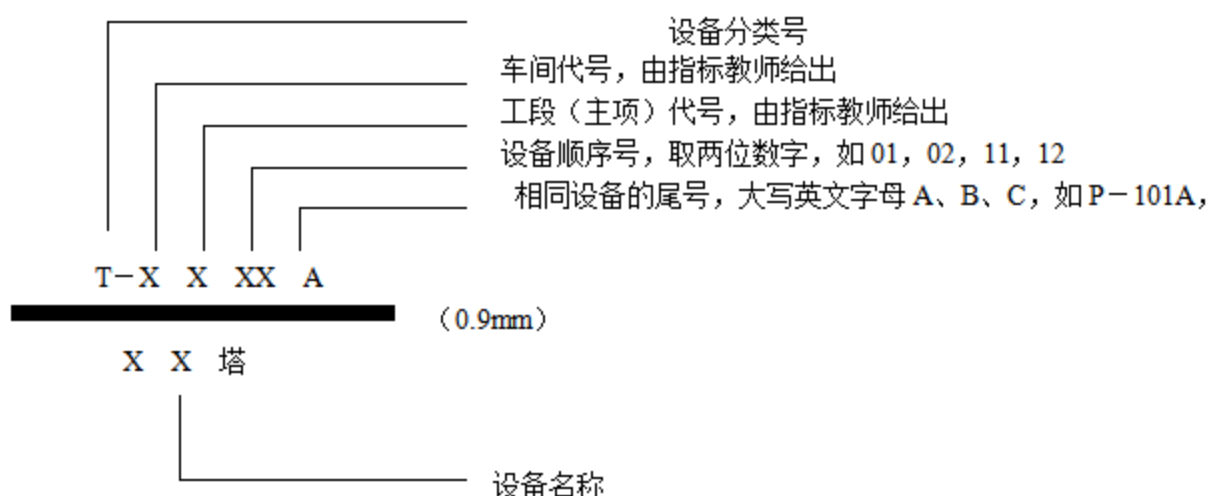 设备分类号
车间代号，由指标教师给出
工段（主项）代号，由指标教师给出
设备顺序号，取两位数字，如01，02，11，12
相同设备的尾号，大写英文字母A、B、C，如P－101A，
T－X X XX A
（0.9mm）
X X 塔
设备名称